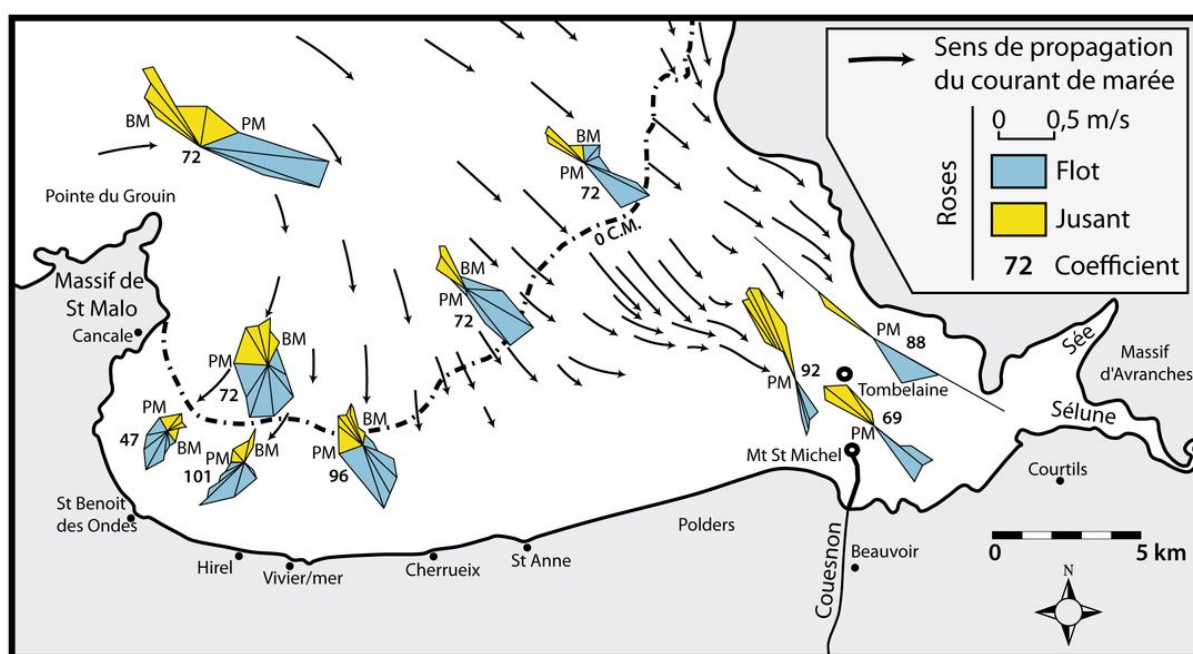 Sens de propagation
du courant de marée
Roses
0 0,5 m/s
Flot
Jusant
72 Coefficient
BM
PM
72
BM
PM
72
Pointe du Grouin
0 C.M.
Massif de
St Malo
Cancale
BM
PM
72
BM
PM
72
PM
47
BM
PM
BM
101
BM
PM
96
92
PM
PM
88
Tombelaine
69
PM
Mt St Michel
Sée
Massif
d'Avranches
Sélune
Courtils
St Benoit
des Ondes
Hirel
Vivier/mer
Cherrueix
St Anne
Polders
Couesnon
Beauvoir
0 5 km
N